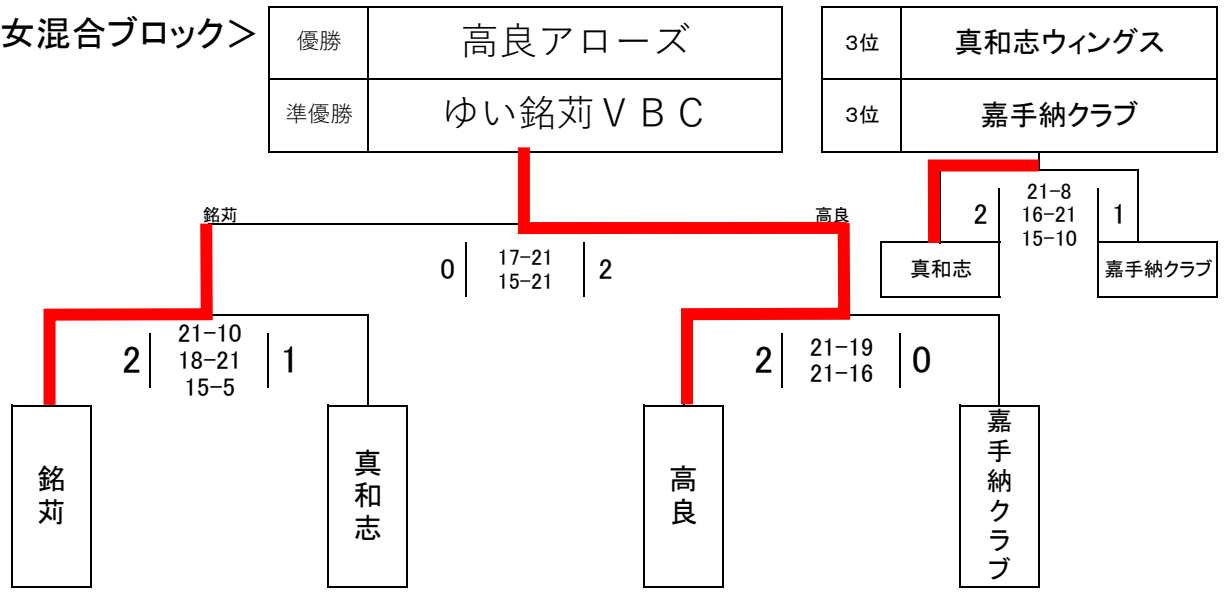 女混合ブロック＞
優勝 高良アローズ
準優勝 ゆい銘苅ＶＢＣ
３位 真和志ウィングス
３位 嘉手納クラブ
21-8
2 16-21 1
15-10
真和志 嘉手納クラブ
銘苅 高良
0 17-21 2
15-21
21-10
2 18-21 1
15-5
2 21-19 0
21-16
銘苅
真和志
高良
嘉手納クラブ